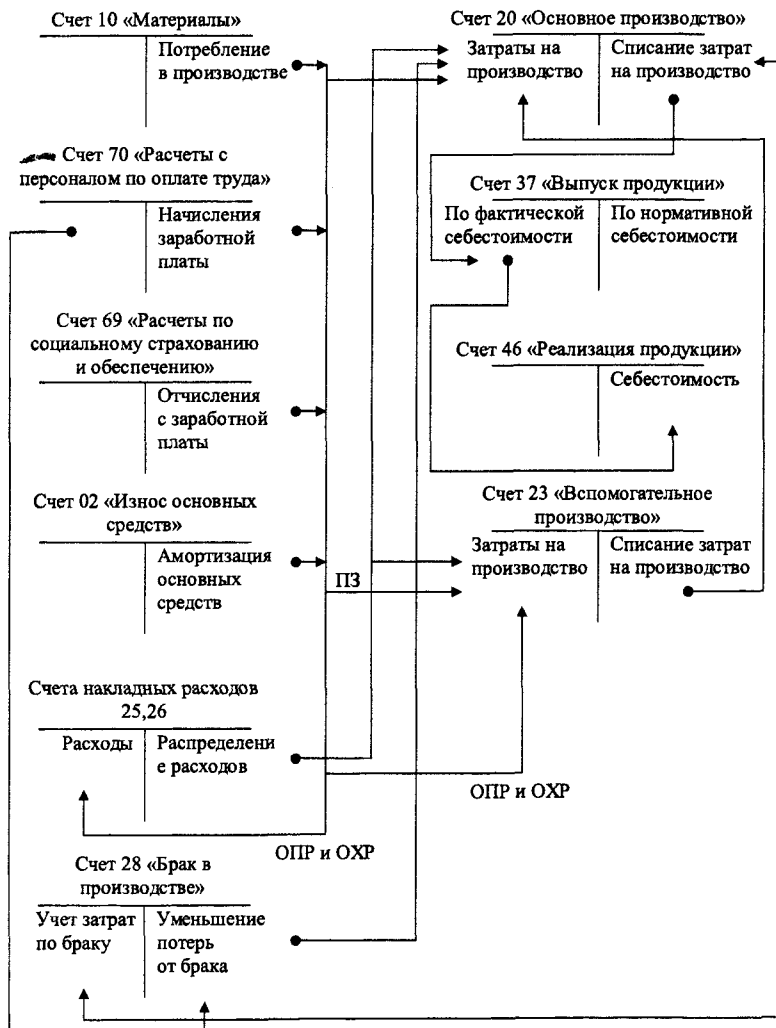 Счет 10 «Материалы»
Потребление
в производстве
Счет 70 «Расчеты с
персоналом по оплате труда»
Начисления
заработной
платы
Счет 69 «Расчеты по
социальному страхованию
и обеспечению»
Отчисления
с заработной
платы
Счет 02 «Износ основных
средств»
Амортизация
основных
средств
Счета накладных расходов
25,26
Расходы
Распределени
е расходов
ОПР и ОХР
Счет 28 «Брак в
производстве»
Учет затрат
по браку
Уменьшение
потерь
от брака
Счет 20 «Основное производство»
Затраты на
производство
Списание затрат
на производство
Счет 37 «Выпуск продукции»
По фактической
себестоимости
По нормативной
себестоимости
Счет 46 «Реализация продукции»
Себестоимость
Счет 23 «Вспомогательное
производство»
Затраты на
производство
Списание затрат
на производство
ПЗ
ОПР и ОХР